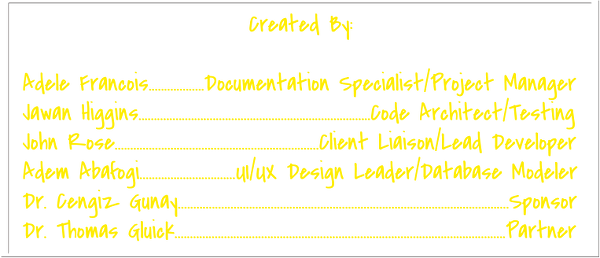 Created By:
Adele Francois..................Documentation Specialist/Project Manager
Jawan Higgins...........................................................................Code Architect/Testing
John Rose..................................................................Client Liaison/Lead Developer
Adem Abafogi..............................UI/UX Design Leader/Database Modeler
Dr. Cengiz Gunay..........................................................................................................Sponsor
Dr. Thomas Gluick..........................................................................................................Partner